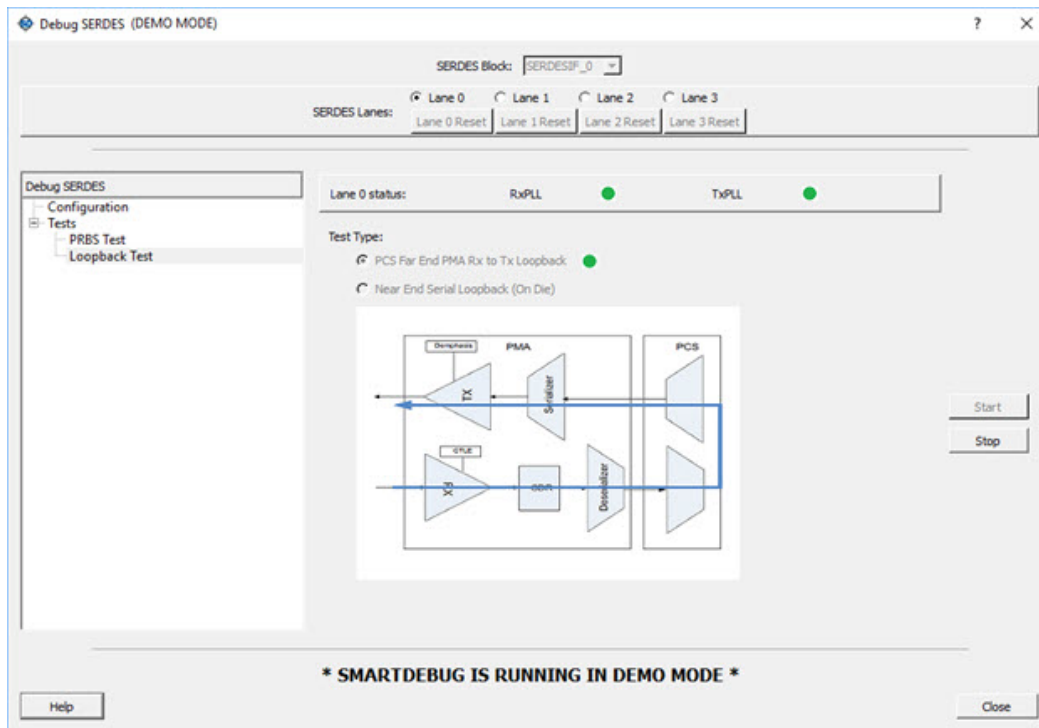 Debug SERDES (DEMO MODE)
? ×
SERDES Block: SERDESIF_0
SERDES Lanes: Lane 0 Lane 1 Lane 2 Lane 3
Lane 0 Reset Lane 1 Reset Lane 2 Reset Lane 3 Reset
Debug SERDES
Configuration
Tests
PRBS Test
Loopback Test
Lane 0 status: RxPLL TxPLL
Test Type:
PCS Far End PMA Rx to Tx Loopback
Near End Serial Loopback (On Die)
PMA PCS
TX
Serializer
CTLE
RX
Deserializer
Start
Stop
* SMARTDEBUG IS RUNNING IN DEMO MODE *
Help
Close